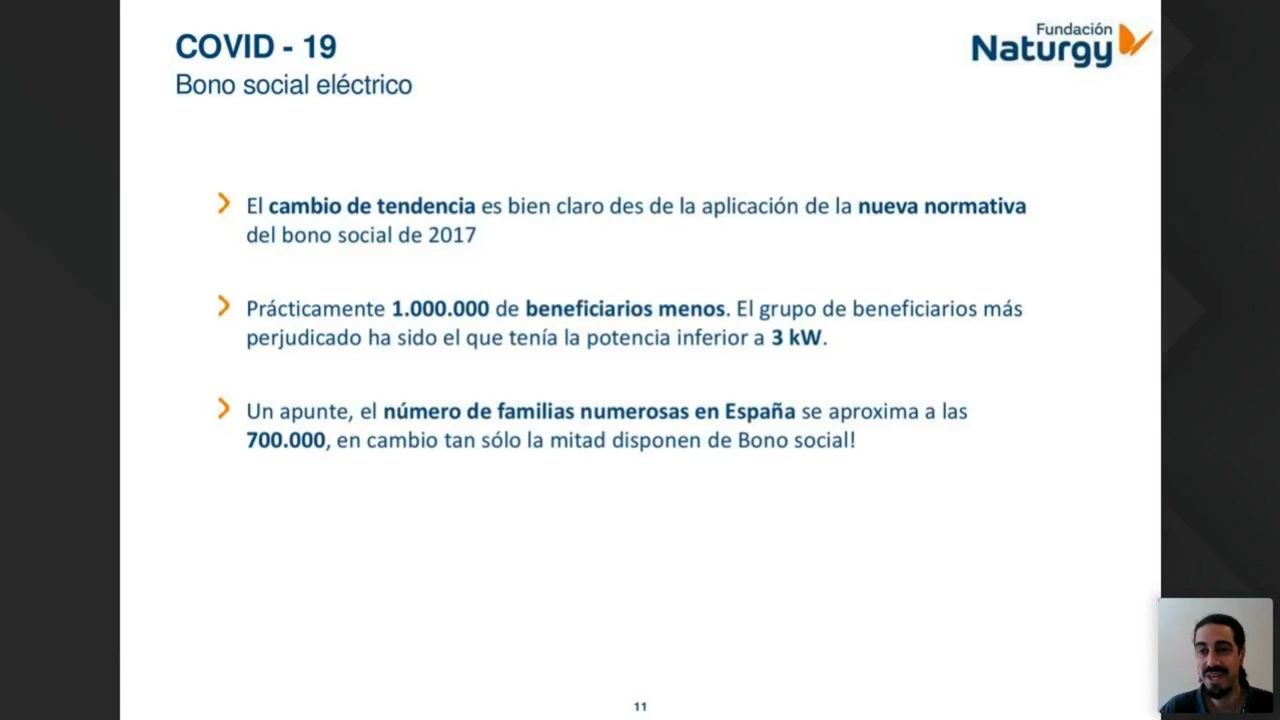 COVID - 19
Bono social eléctrico
Fundación
Naturgy
El cambio de tendencia es bien claro des de la aplicación de la nueva normativa
del bono social de 2017
Prácticamente 1.000.000 de beneficiarios menos. El grupo de beneficiarios más
perjudicado ha sido el que tenía la potencia inferior a 3 kW.
Un apunte, el número de familias numerosas en España se aproxima a las
700.000, en cambio tan sólo la mitad disponen de Bono social!
11